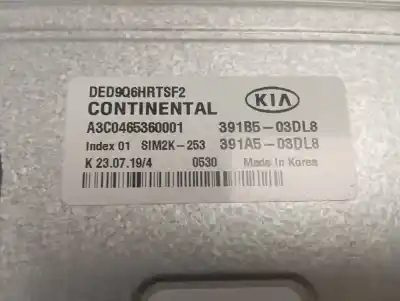 DED9Q6HRTSF2
CONTINENTAL
KIA
A3C0465360001 391B5-03DL8
Index 01 SIM2K-253 391A5-03DL8
K 23.07.19/4 0530 Made in Korea